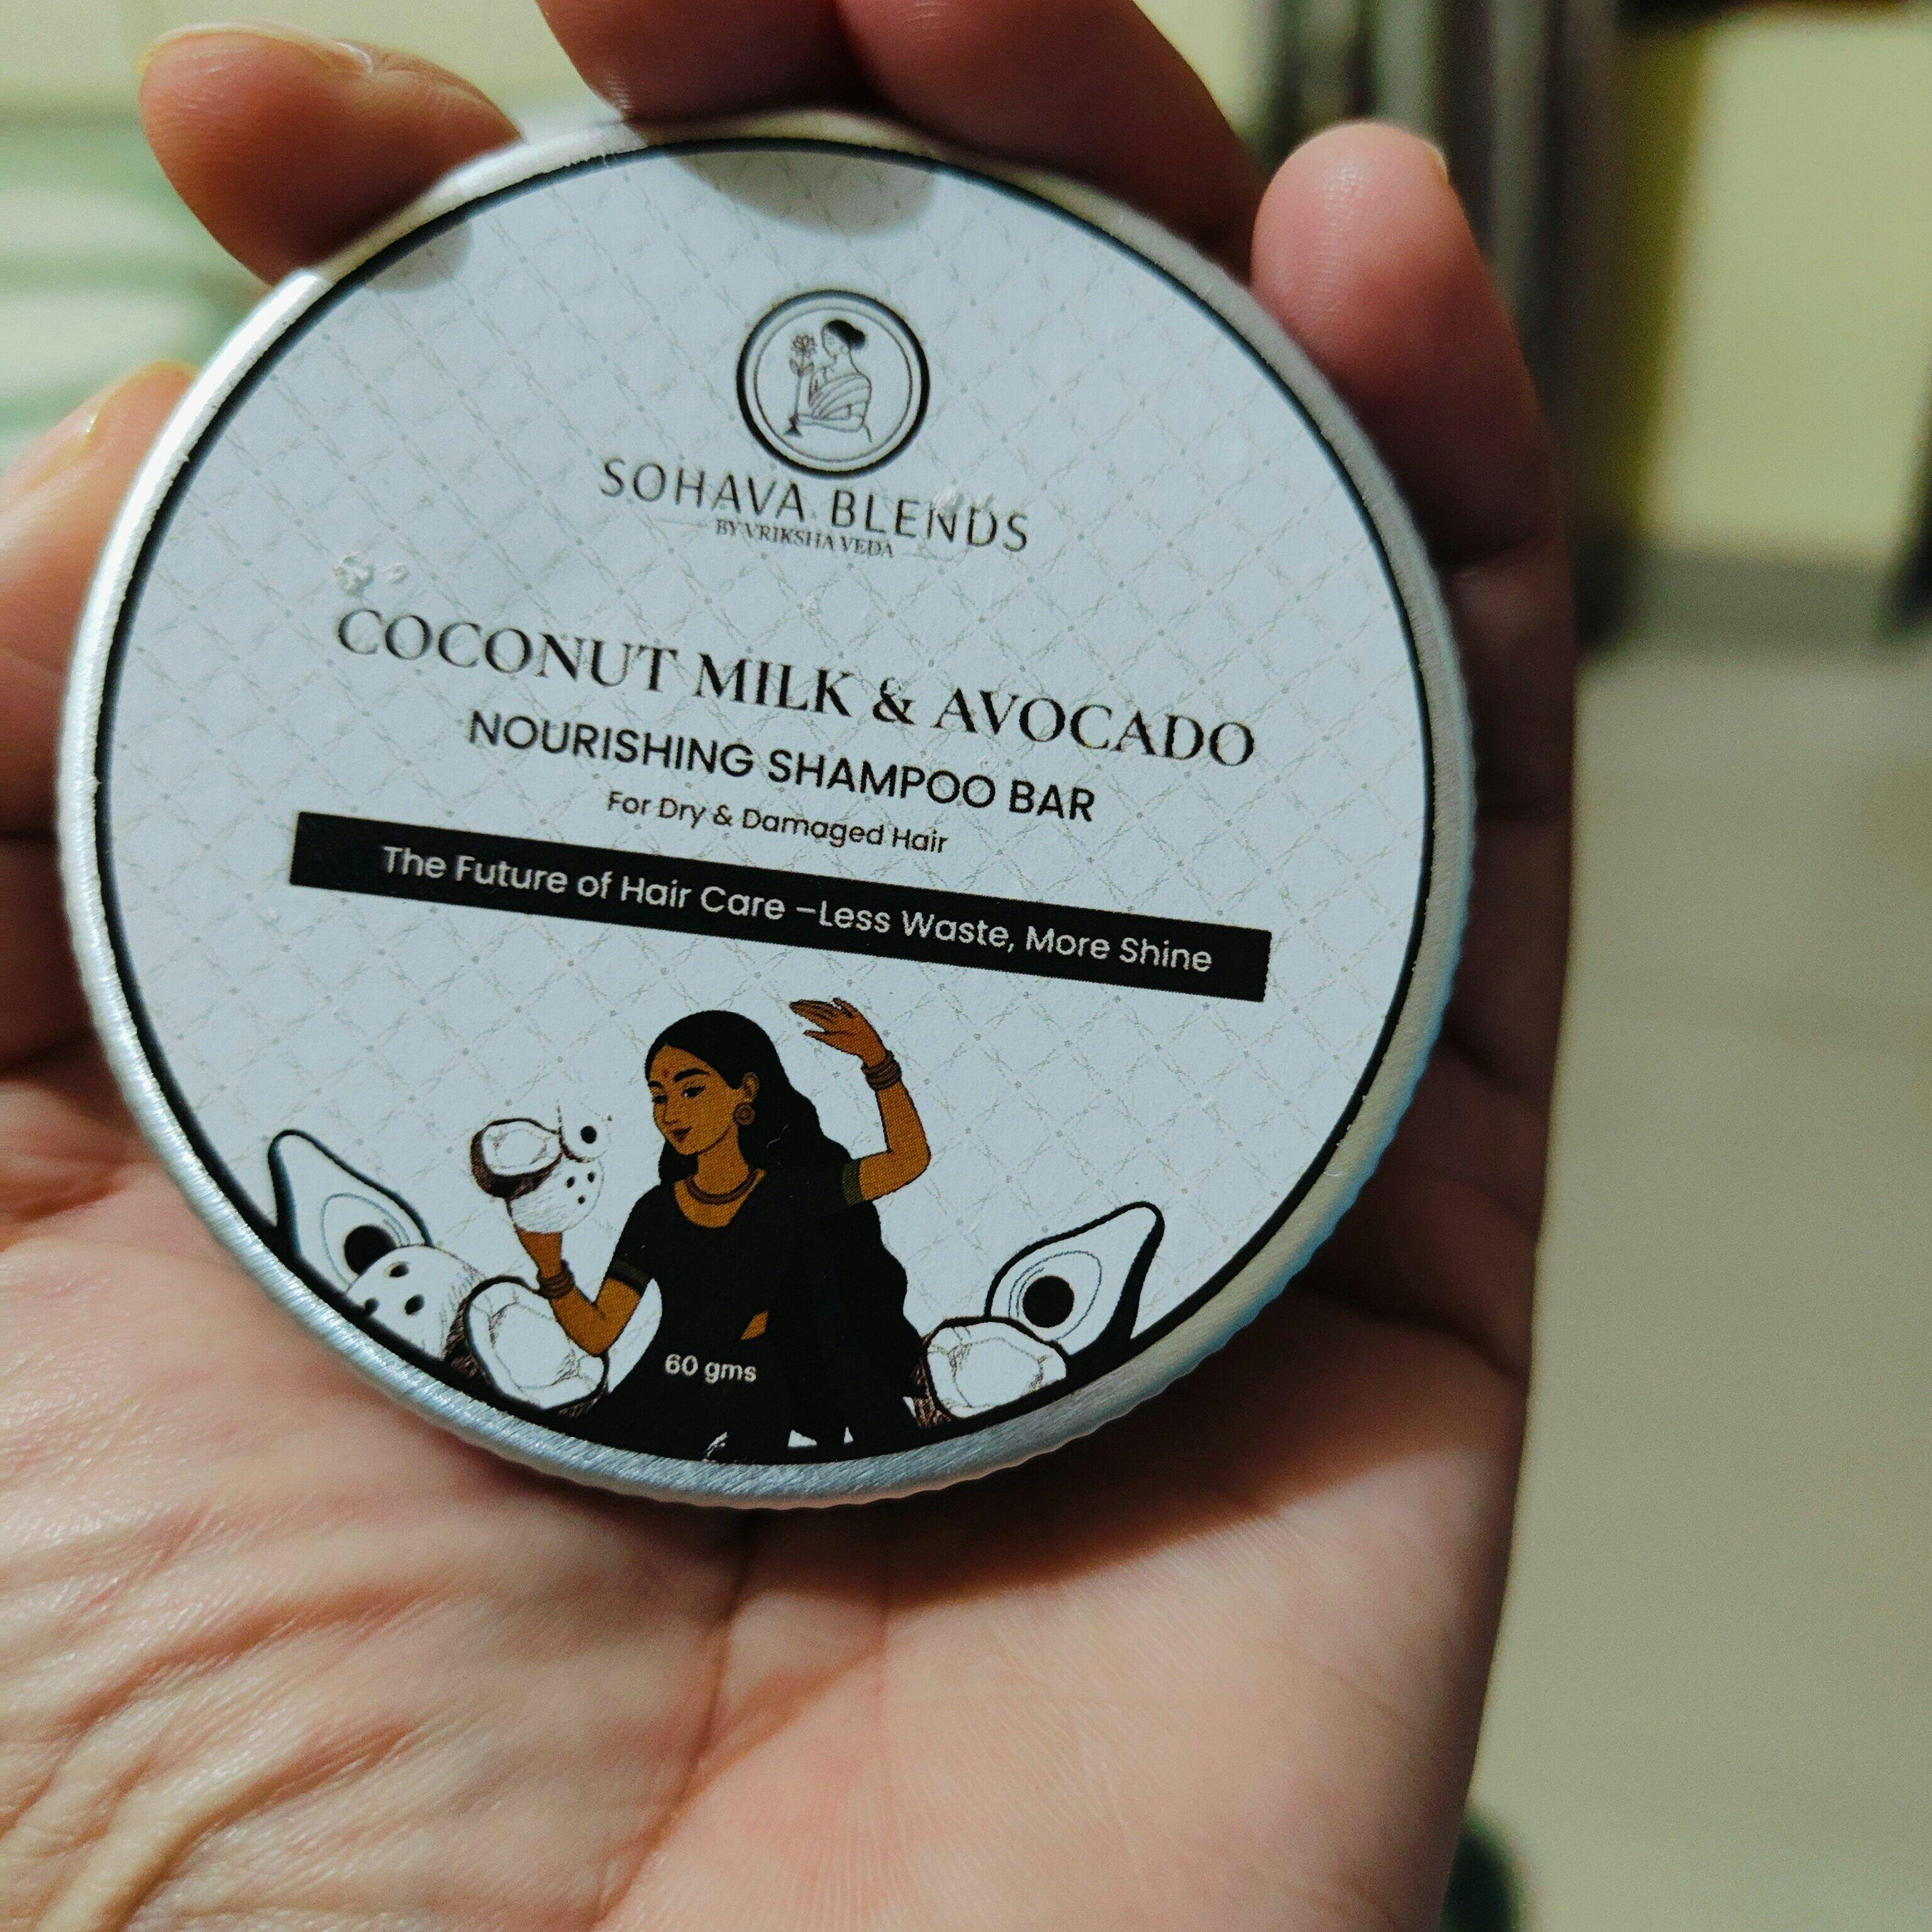 SOHAVA BLENDS
BY VRIKSHA VEDA
COCONUT MILK & AVOCADO
NOURISHING SHAMPOO BAR
For Dry & Damaged Hair
The Future of Hair Care –Less Waste, More Shine
60 gms